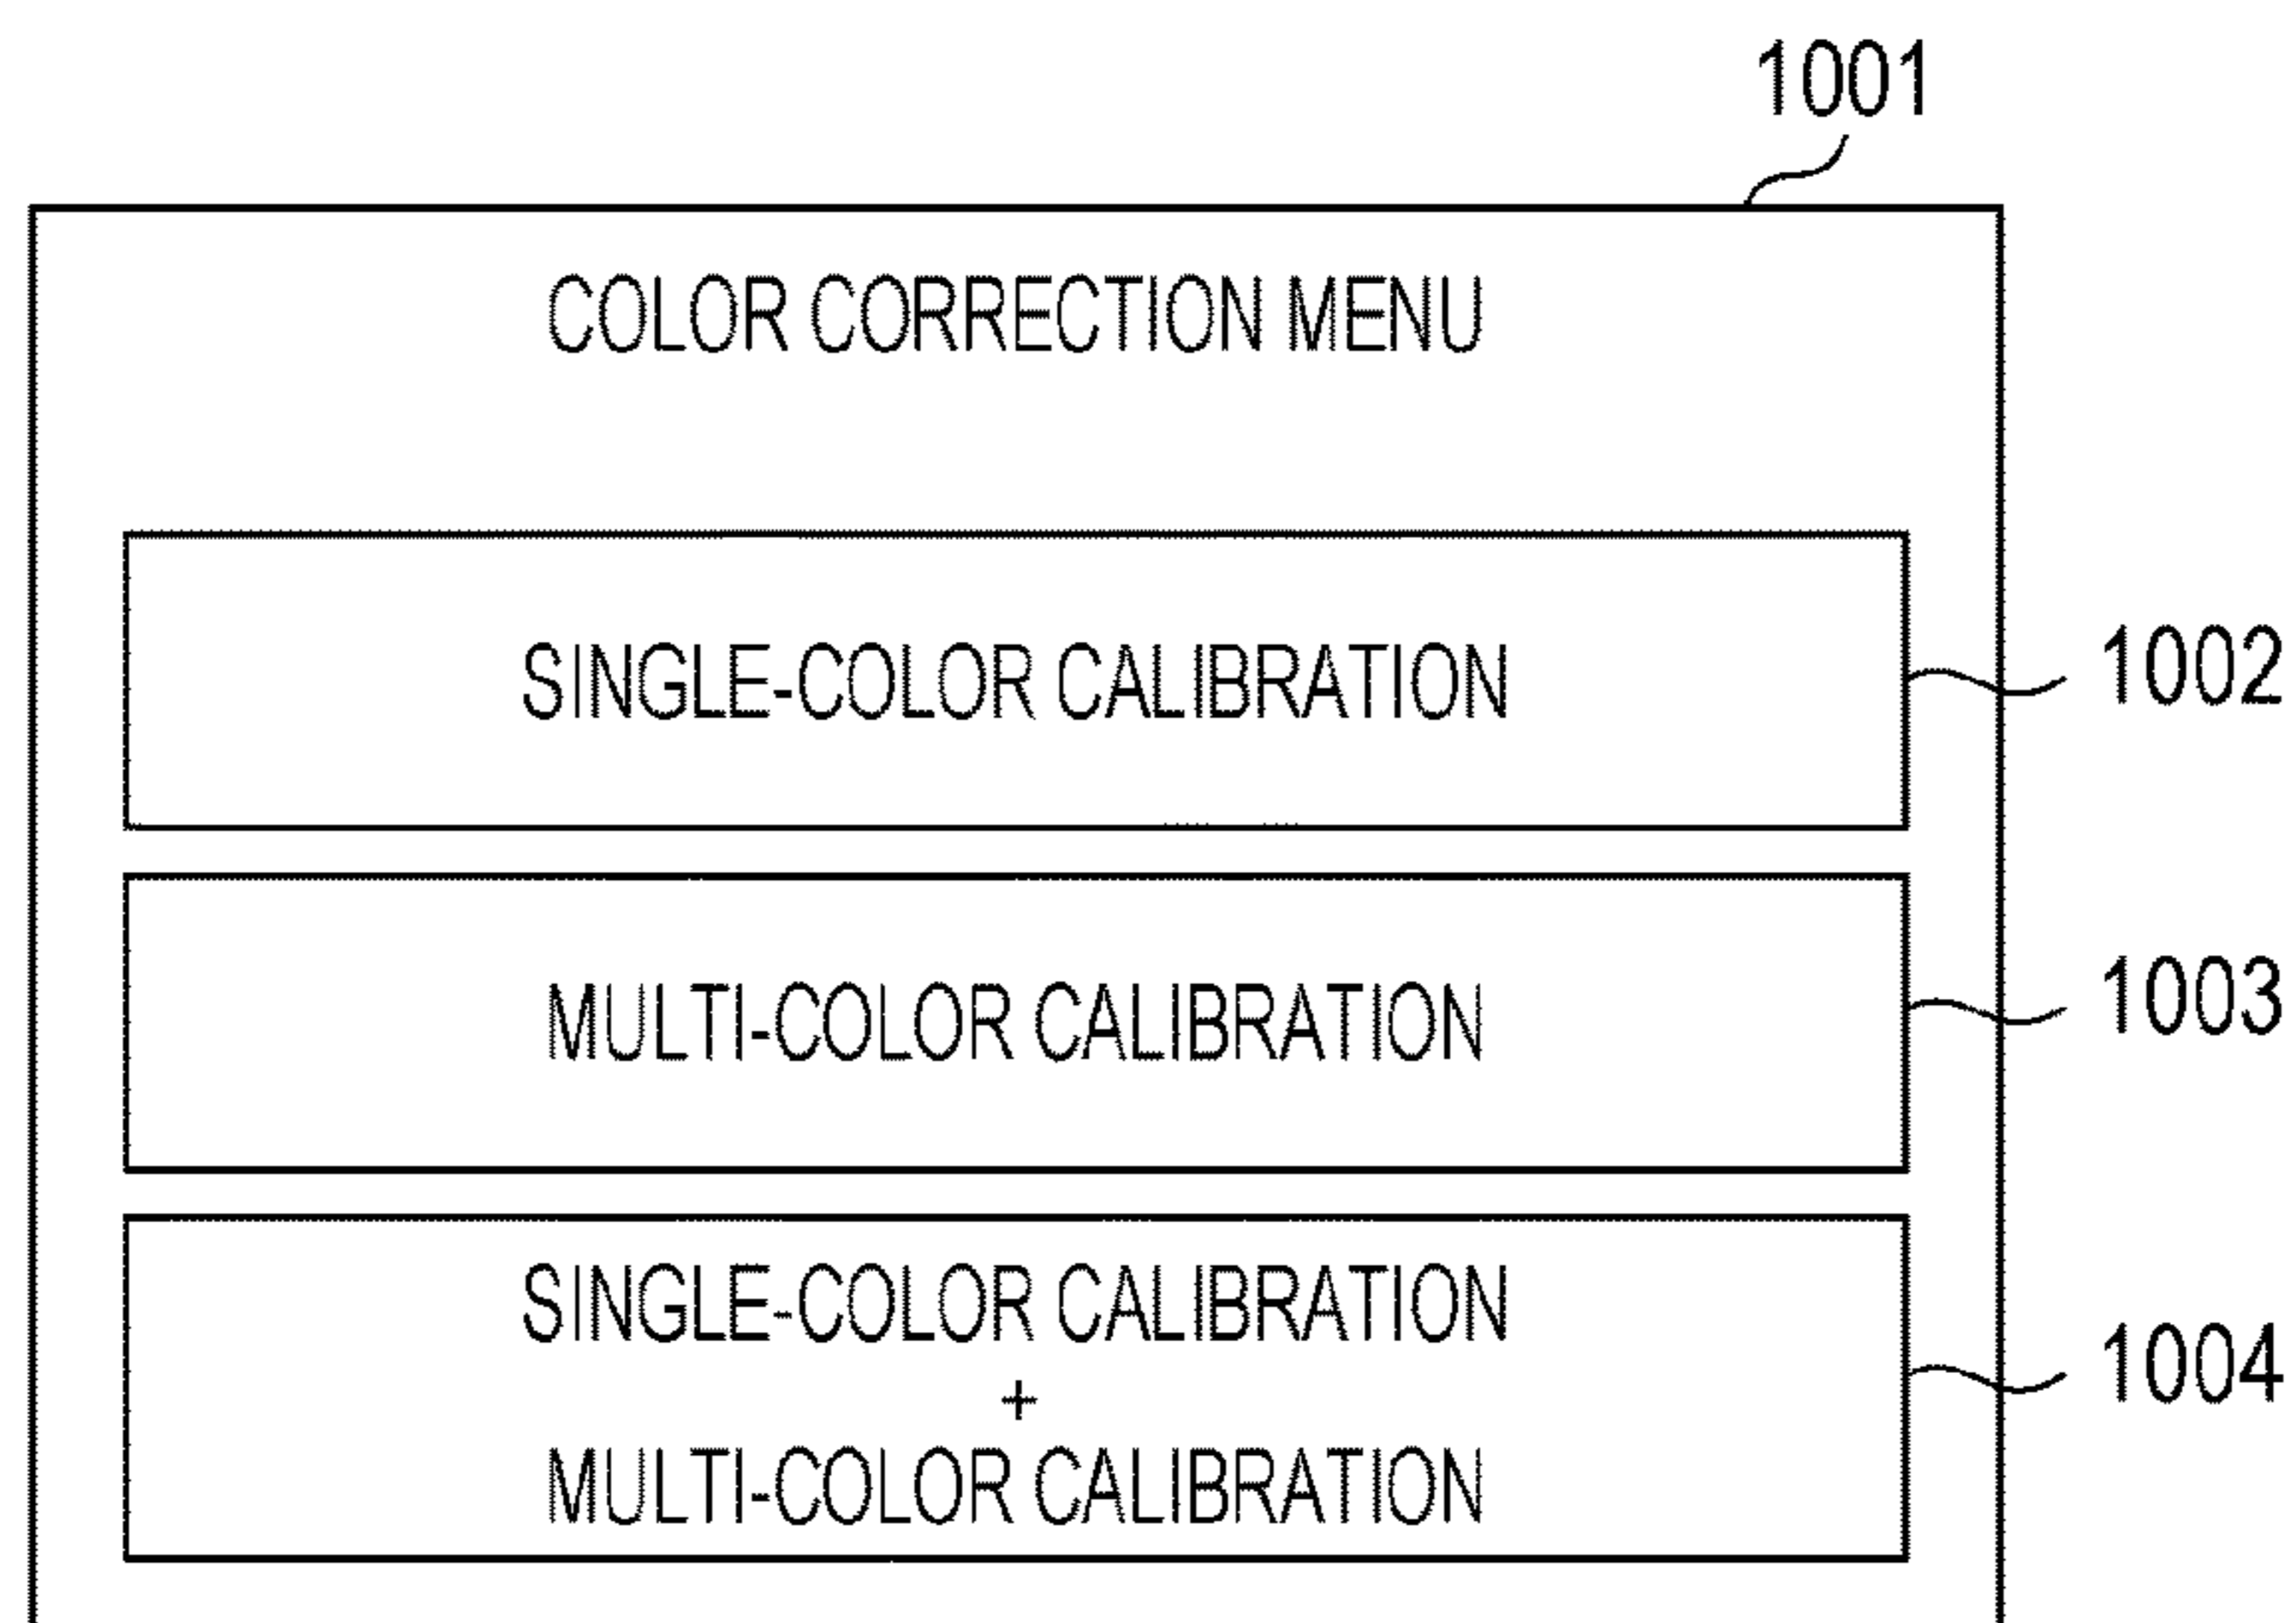 1001
COLOR CORRECTION MENU
SINGLE-COLOR CALIBRATION
1002
MULTI-COLOR CALIBRATION
1003
SINGLE-COLOR CALIBRATION
+
MULTI-COLOR CALIBRATION
1004